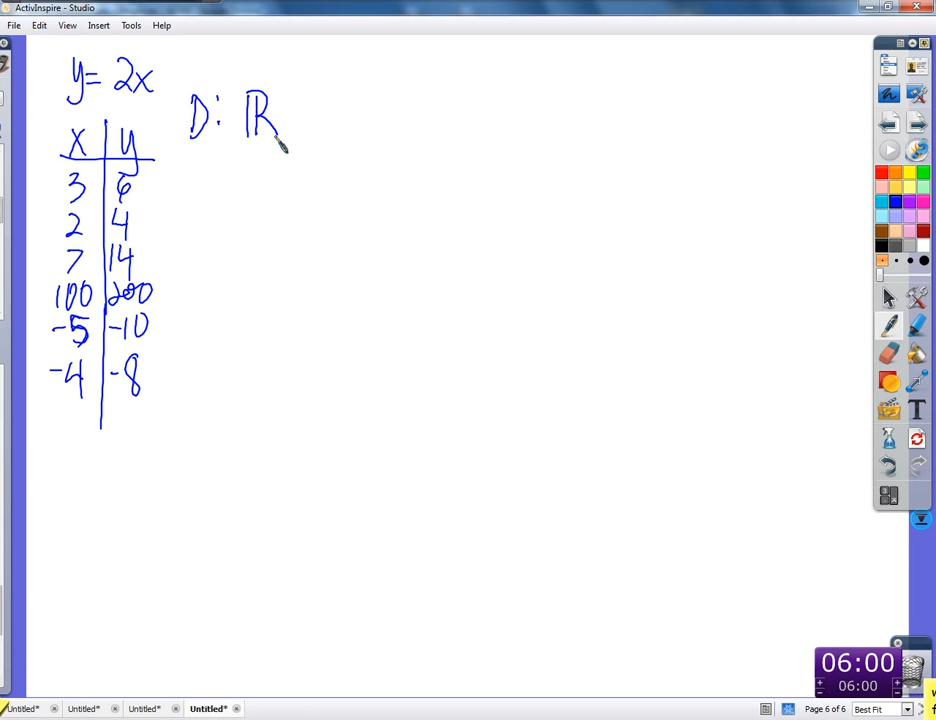 ActivInspire - Studio
File Edit View Insert Tools Help
y= 2x
D: ℝ
x y
3 6
2 4
7 14
100 200
-5 -10
-4 -8
T
06:00
06:00
Untitled* Untitled* Untitled* Untitled*
Page 6 of 6
Best Fit